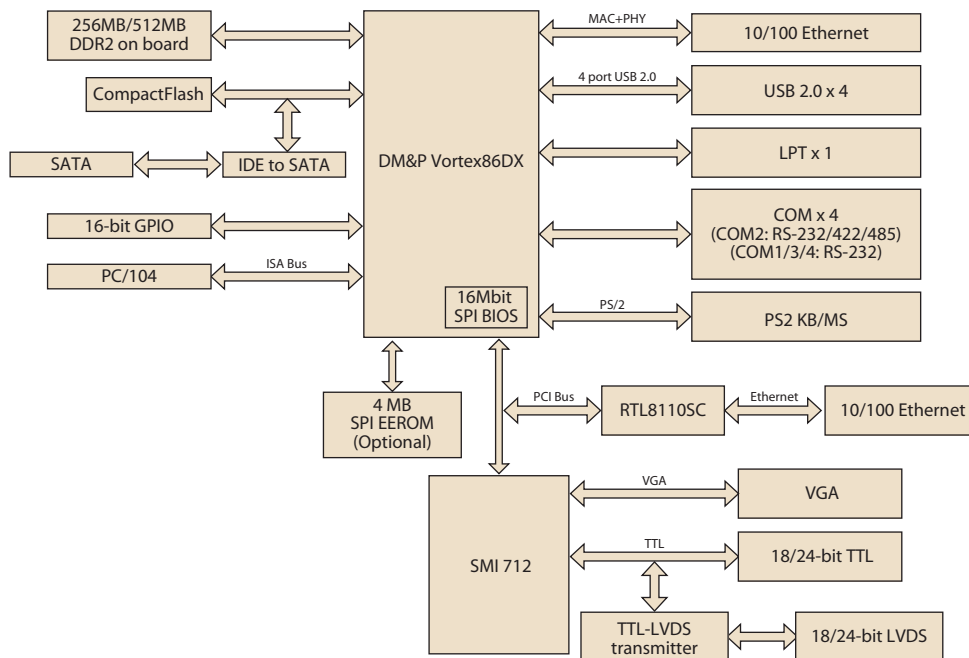 256MB/512MB
DDR2 on board
CompactFlash
SATA
IDE to SATA
16-bit GPIO
PC/104
ISA Bus
DM&P Vortex86DX
16Mbit
SPI BIOS
MAC+PHY
10/100 Ethernet
4 port USB 2.0
USB 2.0 x 4
LPT x 1
COM x 4
(COM2: RS-232/422/485)
(COM1/3/4: RS-232)
PS/2
PS2 KB/MS
4 MB
SPI EEROM
(Optional)
PCI Bus
RTL8110SC
Ethernet
10/100 Ethernet
SMI 712
VGA
VGA
TTL
18/24-bit TTL
TTL-LVDS
transmitter
18/24-bit LVDS